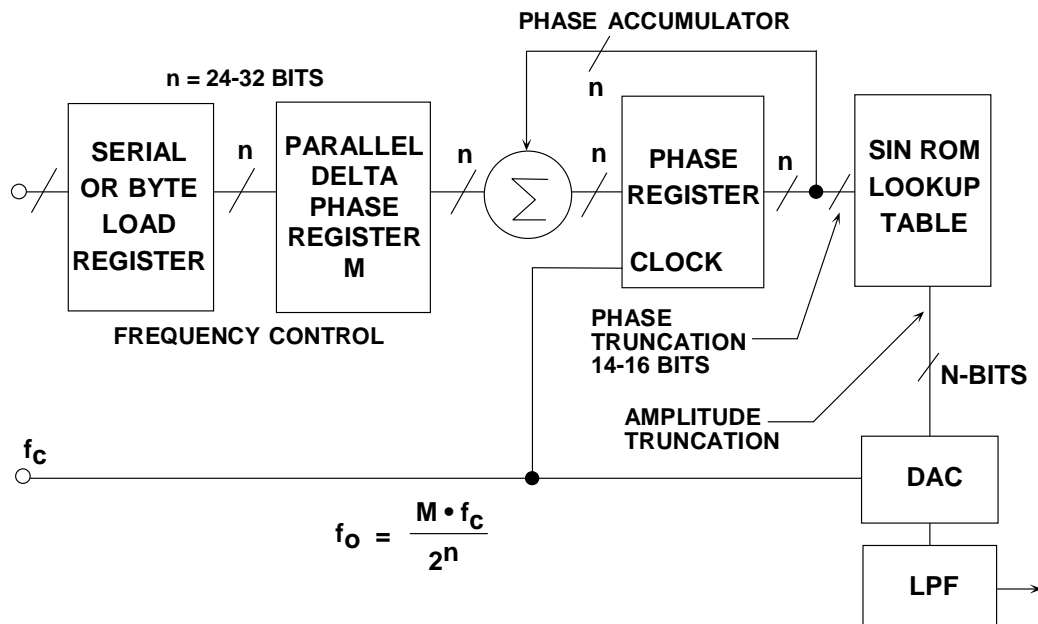 PHASE ACCUMULATOR
n = 24-32 BITS
n
SERIAL
OR BYTE
LOAD
REGISTER
n
PARALLEL
DELTA
PHASE
REGISTER
M
n
Σ
n
PHASE
REGISTER
CLOCK
n
SIN ROM
LOOKUP
TABLE
FREQUENCY CONTROL
PHASE
TRUNCATION
14-16 BITS
N-BITS
AMPLITUDE
TRUNCATION
fc
DAC
fo = M • fc
2n
LPF